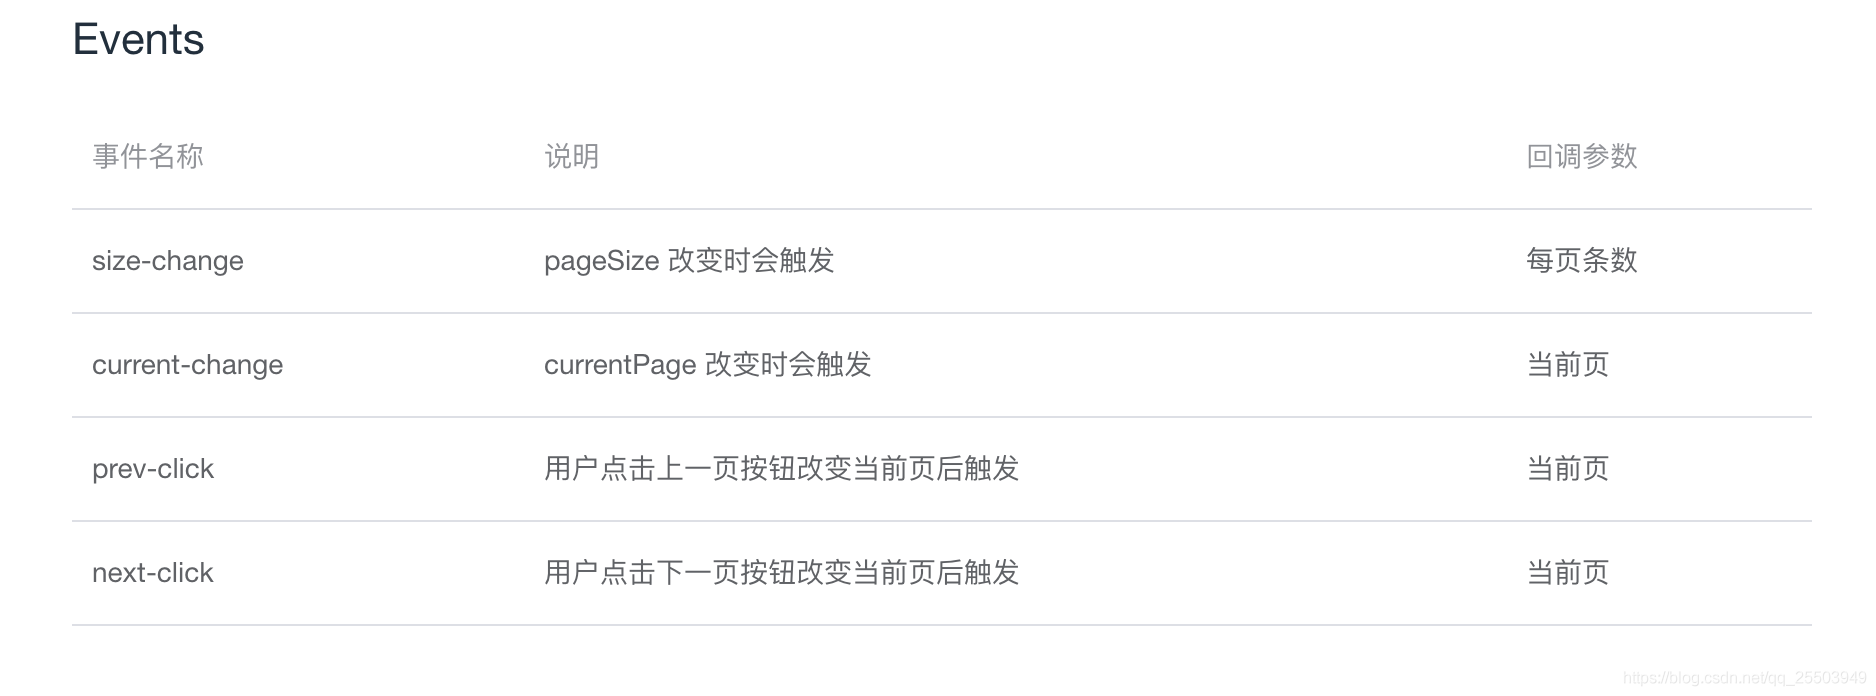 Events
事件名称 说明 回调参数
size-change pageSize 改变时会触发 每页条数
current-change currentPage 改变时会触发 当前页
prev-click 用户点击上一页按钮改变当前页后触发 当前页
next-click 用户点击下一页按钮改变当前页后触发 当前页
https://blog.csdn.net/qq_25503949